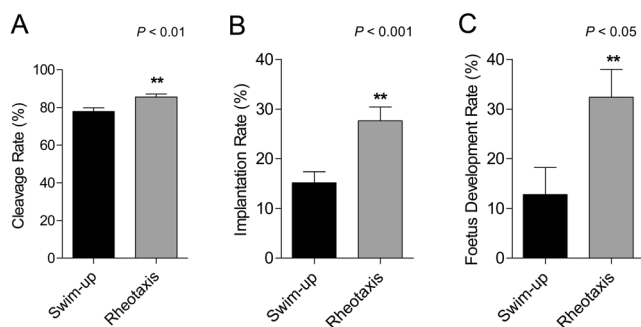 A
P < 0.01
Cleavage Rate (%)
100
80
60
40
20
0
**
Swim-up
Rheotaxis
B
P < 0.001
Implantation Rate (%)
40
30
20
10
0
**
Swim-up
Rheotaxis
C
P < 0.05
Foetus Development Rate (%)
40
30
20
10
0
**
Swim-up
Rheotaxis